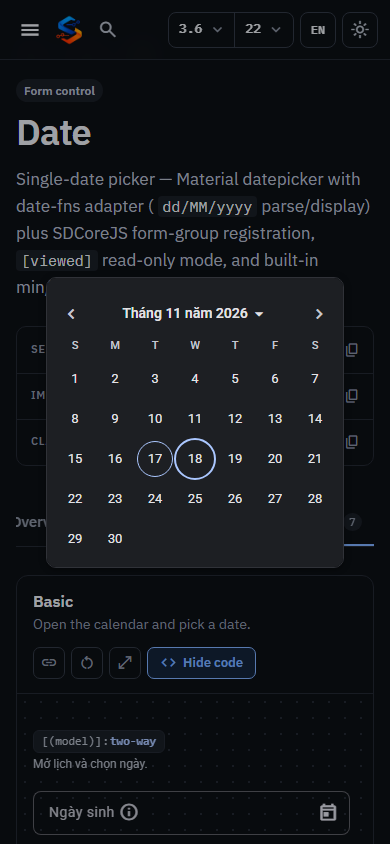 3.6
22
EN
Form control
Date
Single-date picker — Material datepicker with
date-fns adapter ( dd/MM/yyyy parse/display)
plus SDCoreJS form-group registration,
[viewed] read-only mode, and built-in
Tháng 11 năm 2026
S M T W T F S
1 2 3 4 5 6 7
8 9 10 11 12 13 14
15 16 17 18 19 20 21
22 23 24 25 26 27 28
29 30
SE
IM
CL
7
Basic
Open the calendar and pick a date.
Hide code
[(model)]:two-way
Mở lịch và chọn ngày.
Ngày sinh